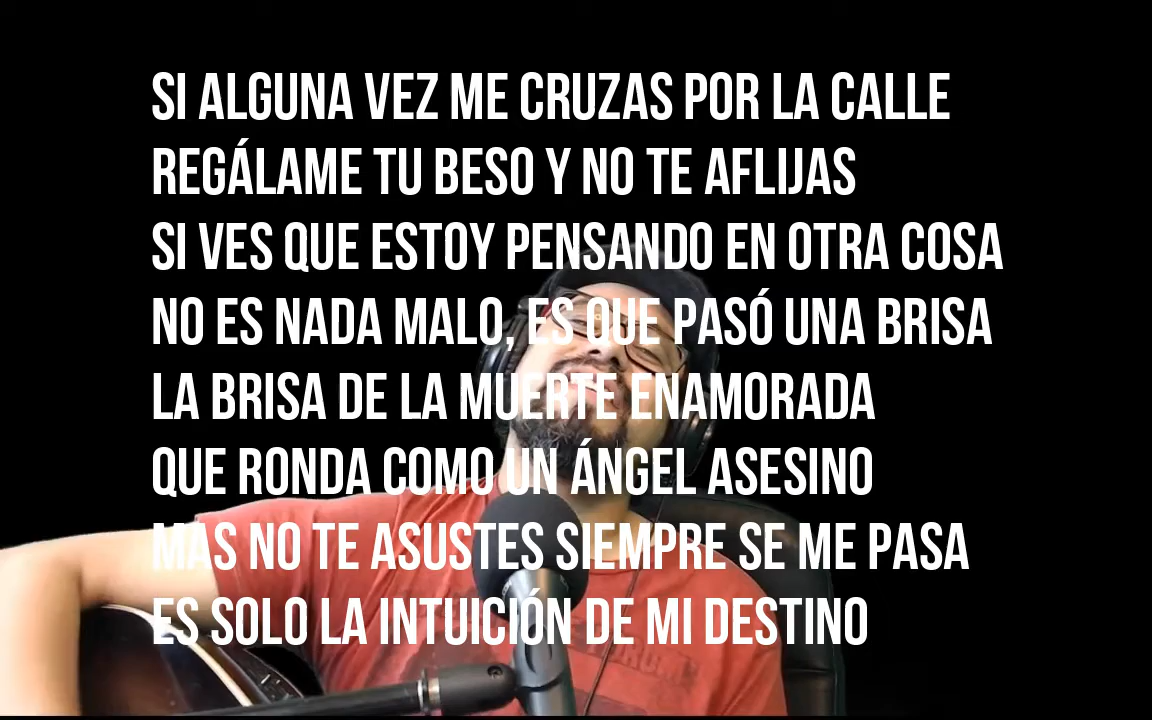 SI ALGUNA VEZ ME CRUZAS POR LA CALLE
REGÁLAME TU BESO Y NO TE AFLIJAS
SI VES QUE ESTOY PENSANDO EN OTRA COSA
NO ES NADA MALO, ES QUE PASÓ UNA BRISA
LA BRISA DE LA MUERTE ENAMORADA
QUE RONDA COMO UN ÁNGEL ASESINO
MAS NO TE ASUSTES SIEMPRE SE ME PASA
ES SOLO LA INTUICIÓN DE MI DESTINO